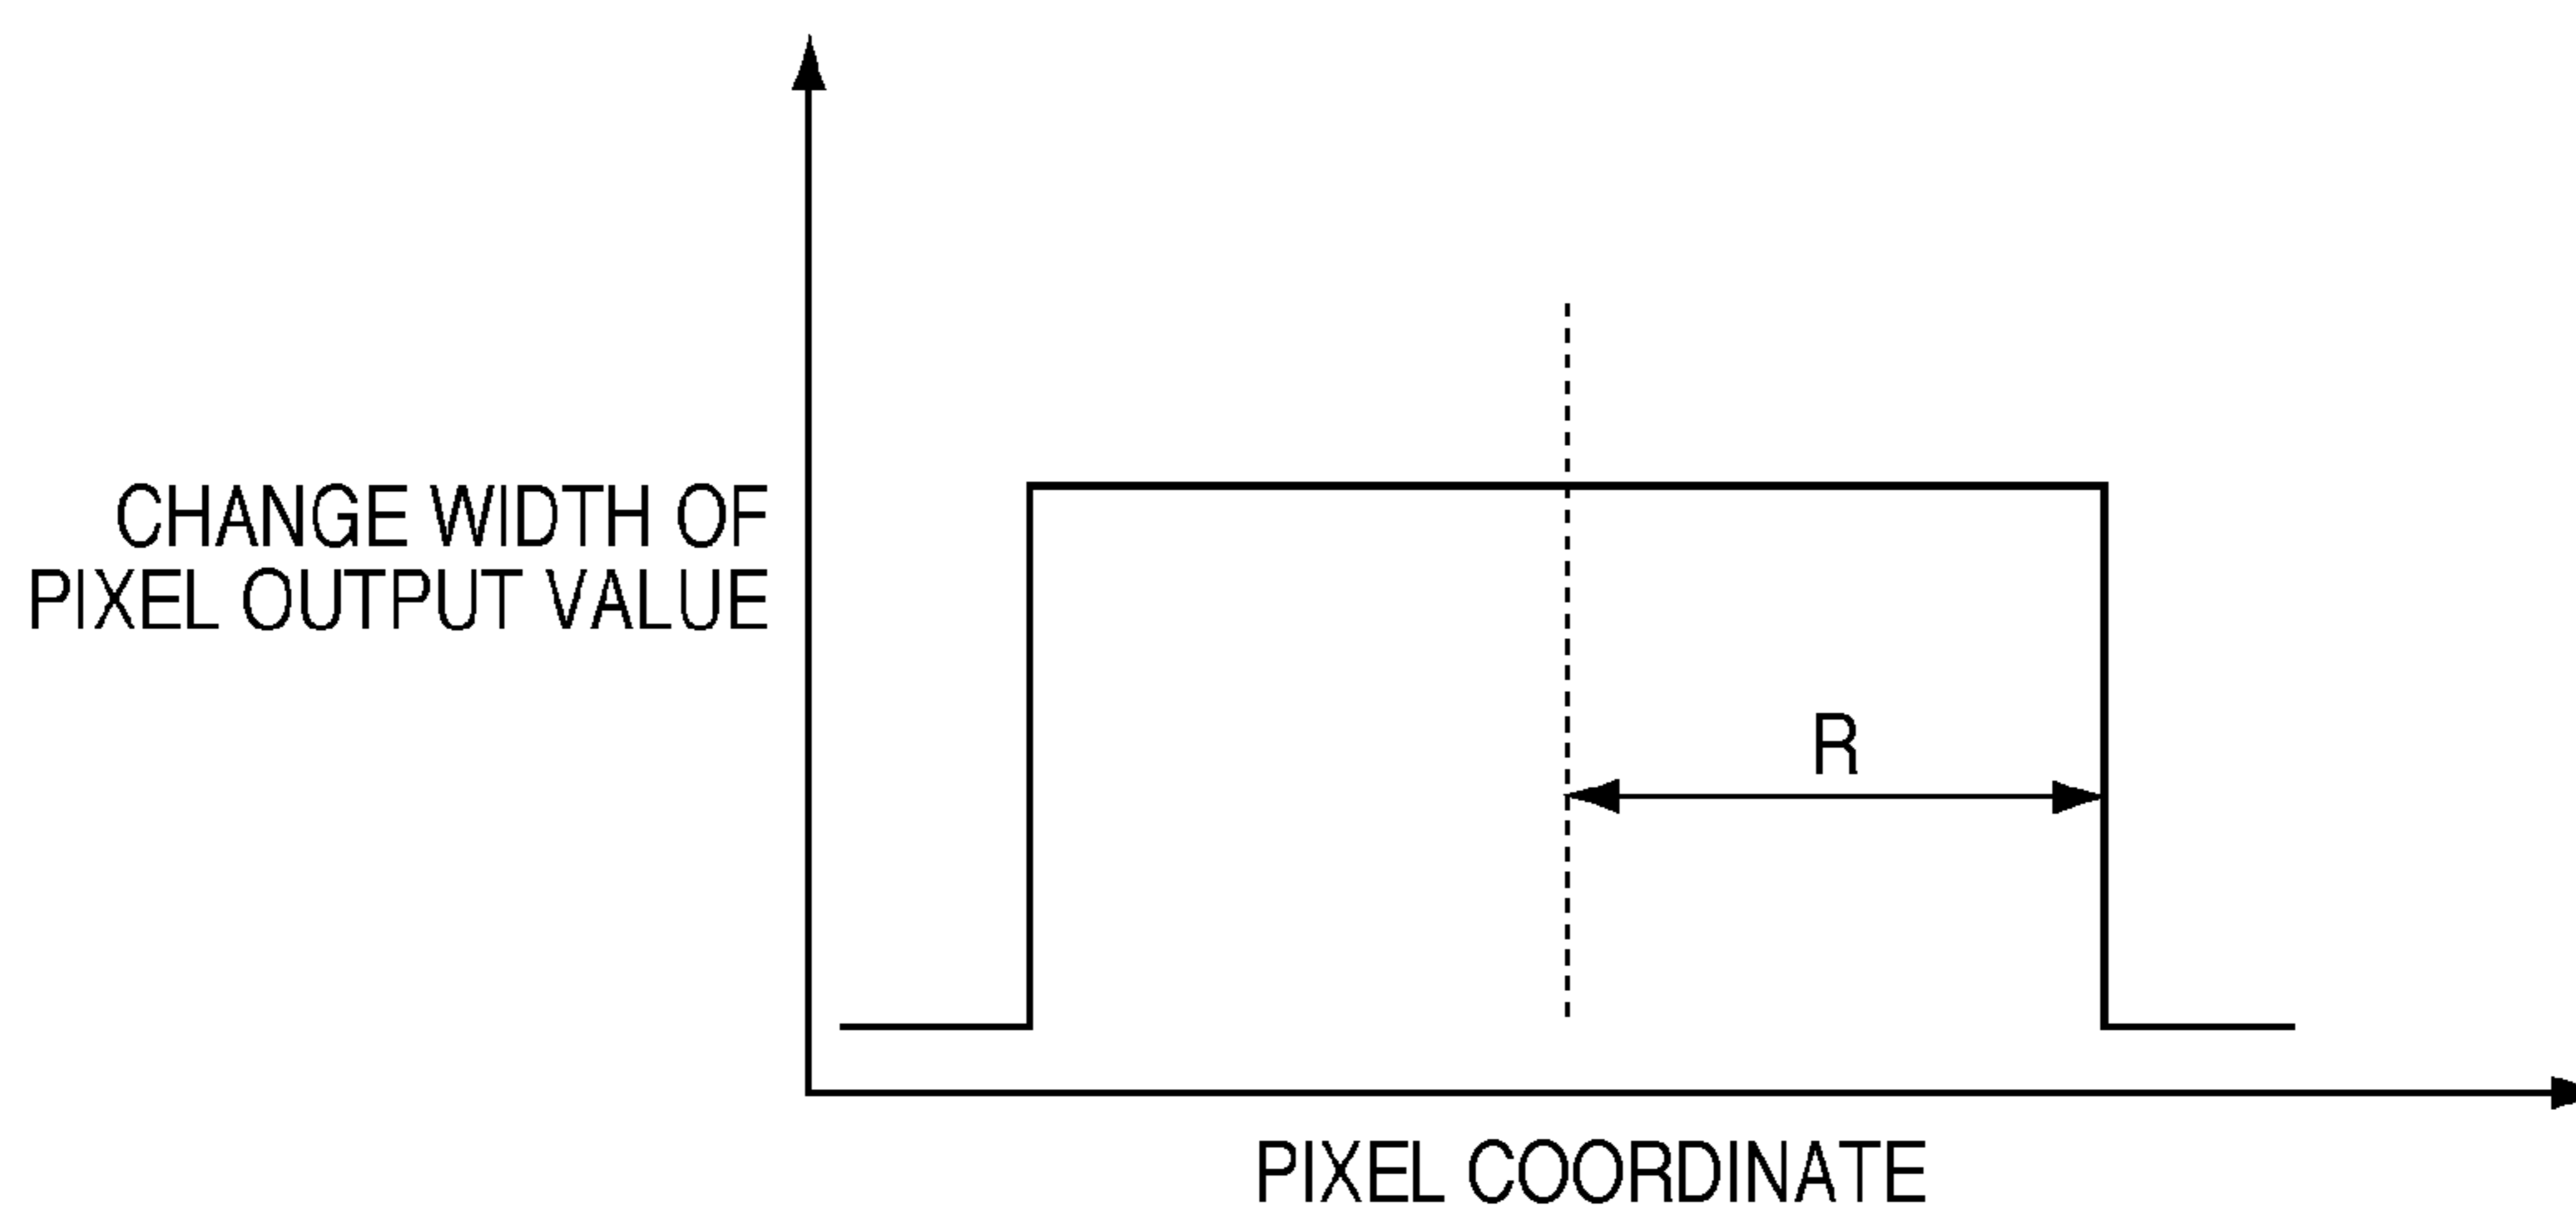 CHANGE WIDTH OF
PIXEL OUTPUT VALUE
R
PIXEL COORDINATE